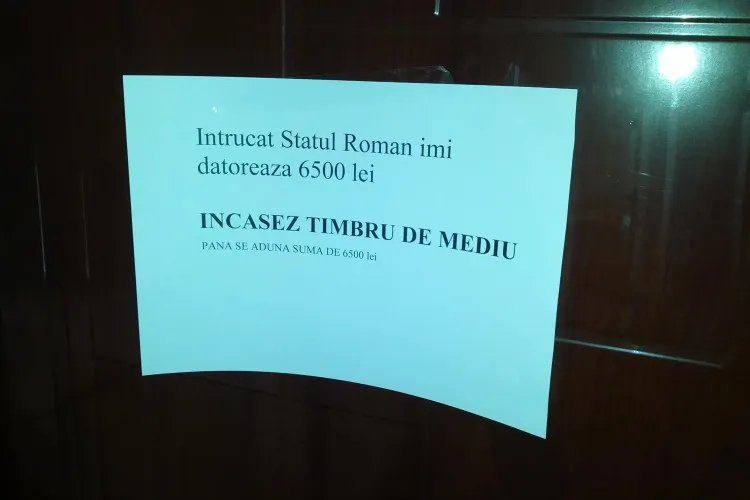 Intrucat Statul Roman imi
datoreaza 6500 lei
INCASEZ TIMBRU DE MEDIU
PANA SE ADUNA SUMA DE 6500 lei